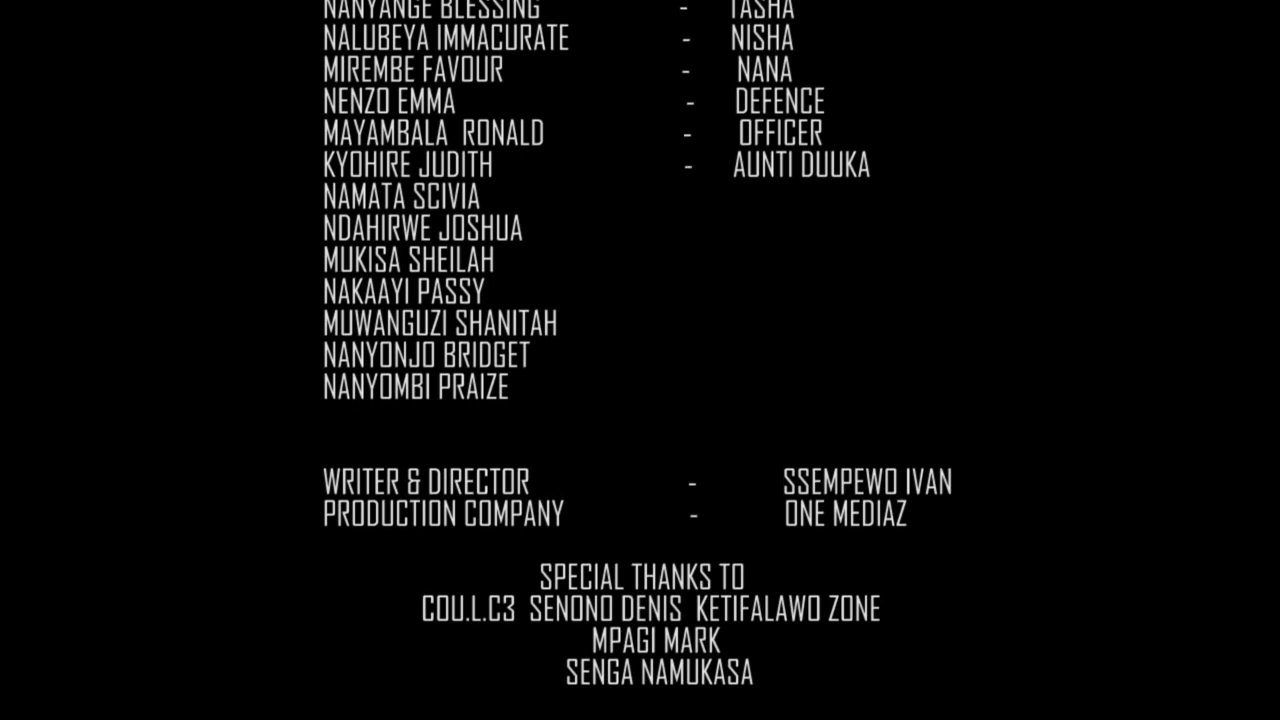 NANYANGE BLESSING - TASHA
NALUBEYA IMMACURATE - NISHA
MIREMBE FAVOUR - NANA
NENZO EMMA - DEFENCE
MAYAMBALA RONALD - OFFICER
KYOHIRE JUDITH - AUNTI DUUKA
NAMATA SCIVIA
NDAHIRWE JOSHUA
MUKISA SHEILAH
NAKAAYI PASSY
MUWANGUZI SHANITAH
NANYONJO BRIDGET
NANYOMBI PRAIZE
WRITER & DIRECTOR - SSEMPEWO IVAN
PRODUCTION COMPANY - ONE MEDIAZ
SPECIAL THANKS TO
COU.L.C3 SENONO DENIS KETIFALAWO ZONE
MPAGI MARK
SENGA NAMUKASA